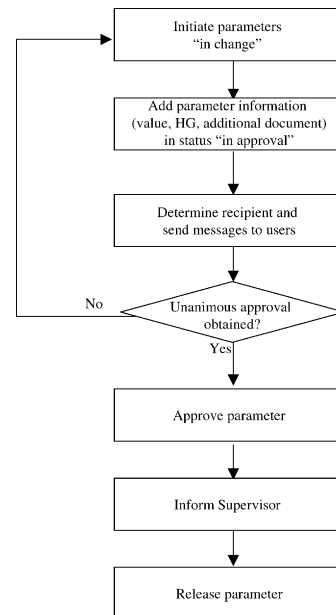 Initiate parameters
“in change”
Add parameter information
(value, HG, additional document)
in status “in approval”
Determine recipient and
send messages to users
Unanimous approval
obtained?
No
Yes
Approve parameter
Inform Supervisor
Release parameter